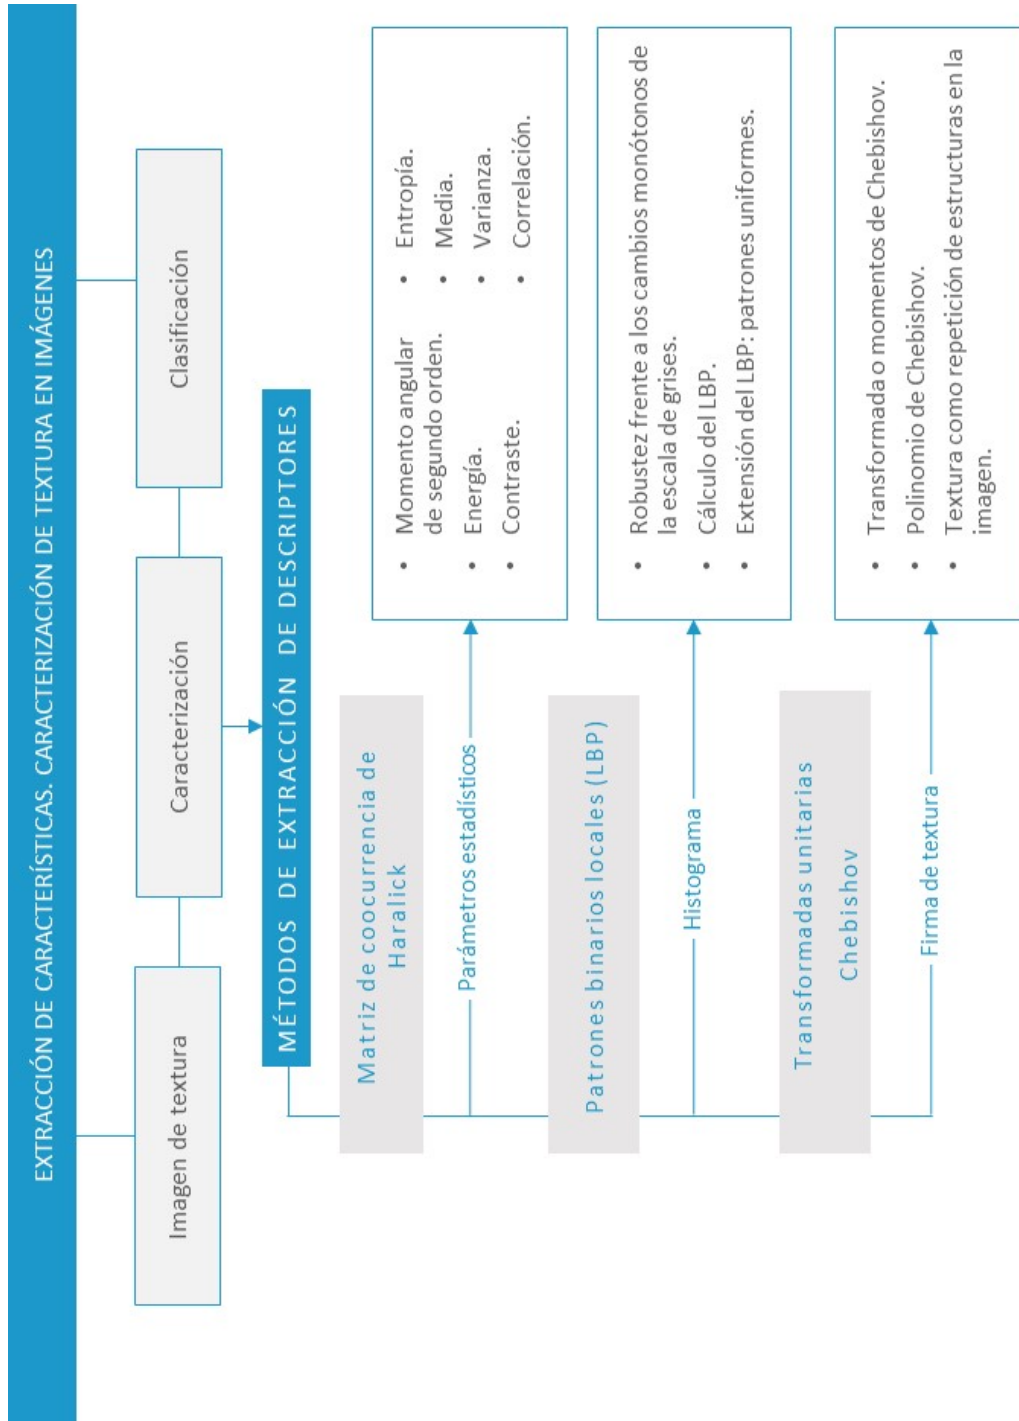 EXTRACCIÓN DE CARACTERÍSTICAS. CARACTERIZACIÓN DE TEXTURA EN IMÁGENES
Imagen de textura
Caracterización
Clasificación
MÉTODOS DE EXTRACCIÓN DE DESCRIPTORES
Matriz de coocurrencia de
Haralick
Parámetros estadísticos
• Momento angular
de segundo orden.
• Energía.
• Contraste.
• Entropía.
• Media.
• Varianza.
• Correlación.
Patrones binarios locales (LBP)
Histograma
• Robustez frente a los cambios monótonos de
la escala de grises.
• Cálculo del LBP.
• Extensión del LBP: patrones uniformes.
Transformadas unitarias
Chebishov
Firma de textura
• Transformada o momentos de Chebishov.
• Polinomio de Chebishov.
• Textura como repetición de estructuras en la
imagen.